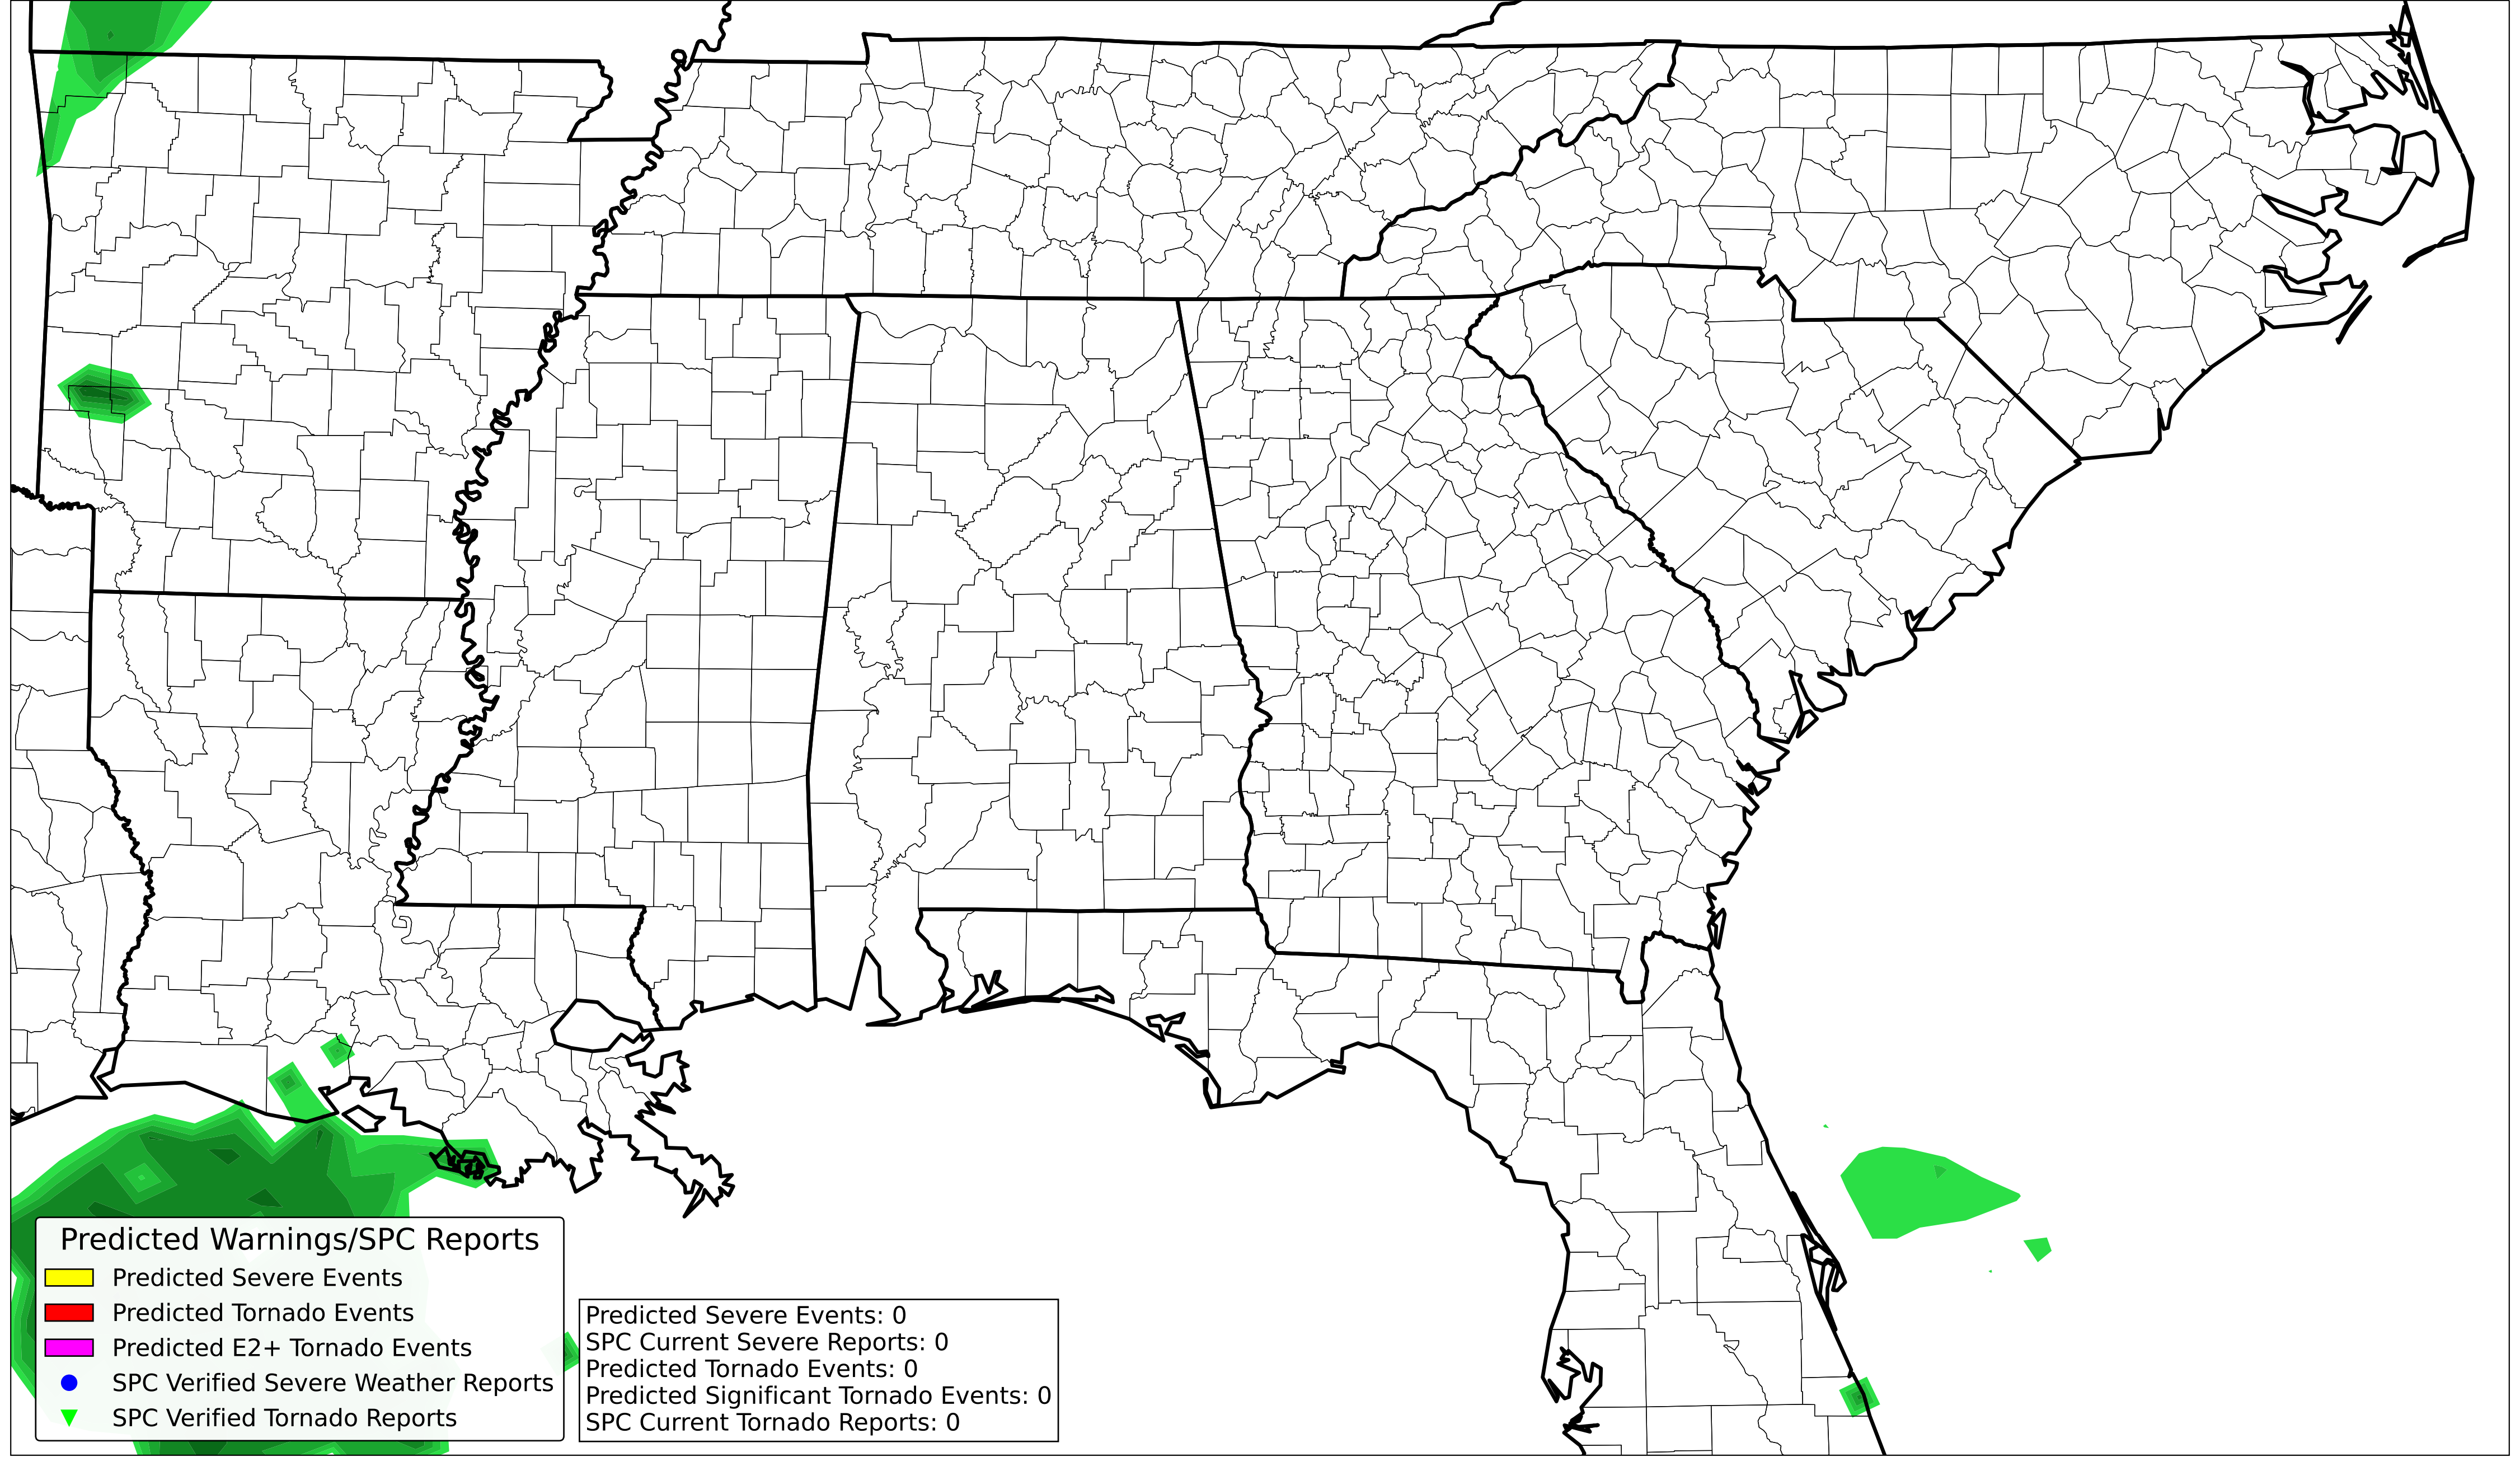 Predicted Warnings/SPC Reports
Predicted Severe Events
Predicted Tornado Events
Predicted E2+ Tornado Events
SPC Verified Severe Weather Reports
SPC Verified Tornado Reports
Predicted Severe Events: 0
SPC Current Severe Reports: 0
Predicted Tornado Events: 0
Predicted Significant Tornado Events: 0
SPC Current Tornado Reports: 0